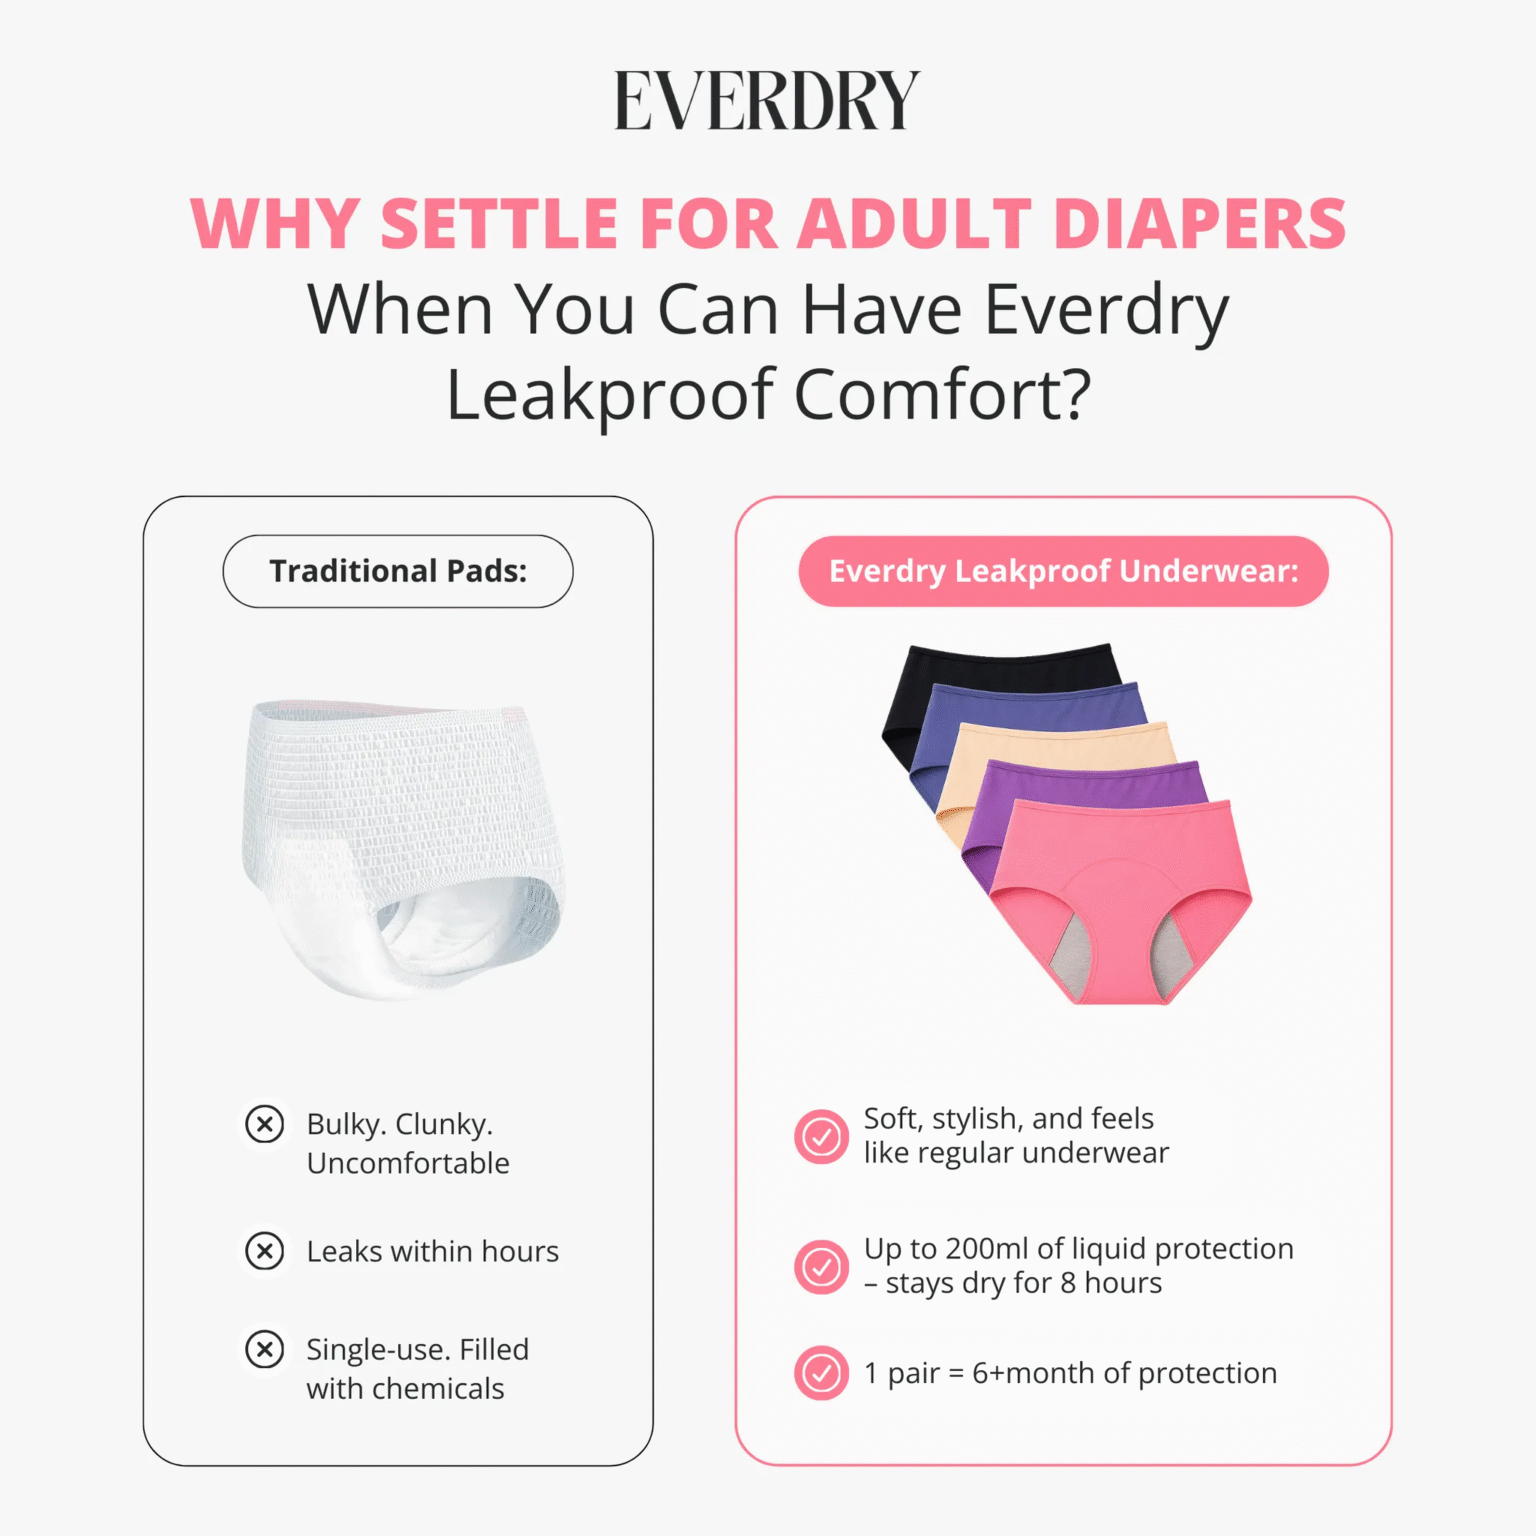 EVERDRY
WHY SETTLE FOR ADULT DIAPERS
When You Can Have Everdry
Leakproof Comfort?
Traditional Pads:
Bulky. Clunky.
Uncomfortable
Leaks within hours
Single-use. Filled
with chemicals
Everdry Leakproof Underwear:
Soft, stylish, and feels
like regular underwear
Up to 200ml of liquid protection
– stays dry for 8 hours
1 pair = 6+month of protection